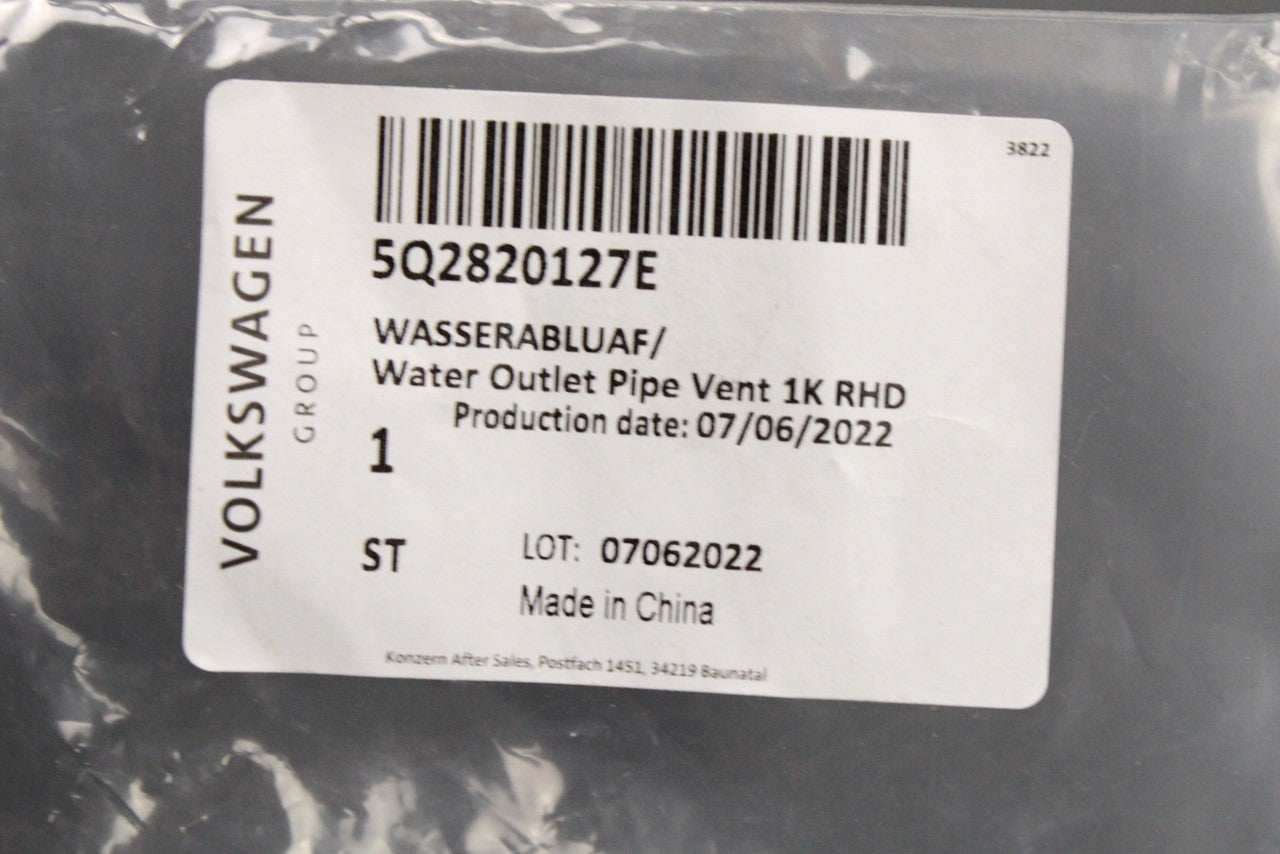 3822
5Q2820127E
WASSERABLUAF/
Water Outlet Pipe Vent 1K RHD
Production date: 07/06/2022
1
ST
LOT: 07062022
Made in China
Konzern After Sales, Postfach 1451, 34219 Baunatal
VOLKSWAGEN
GROUP